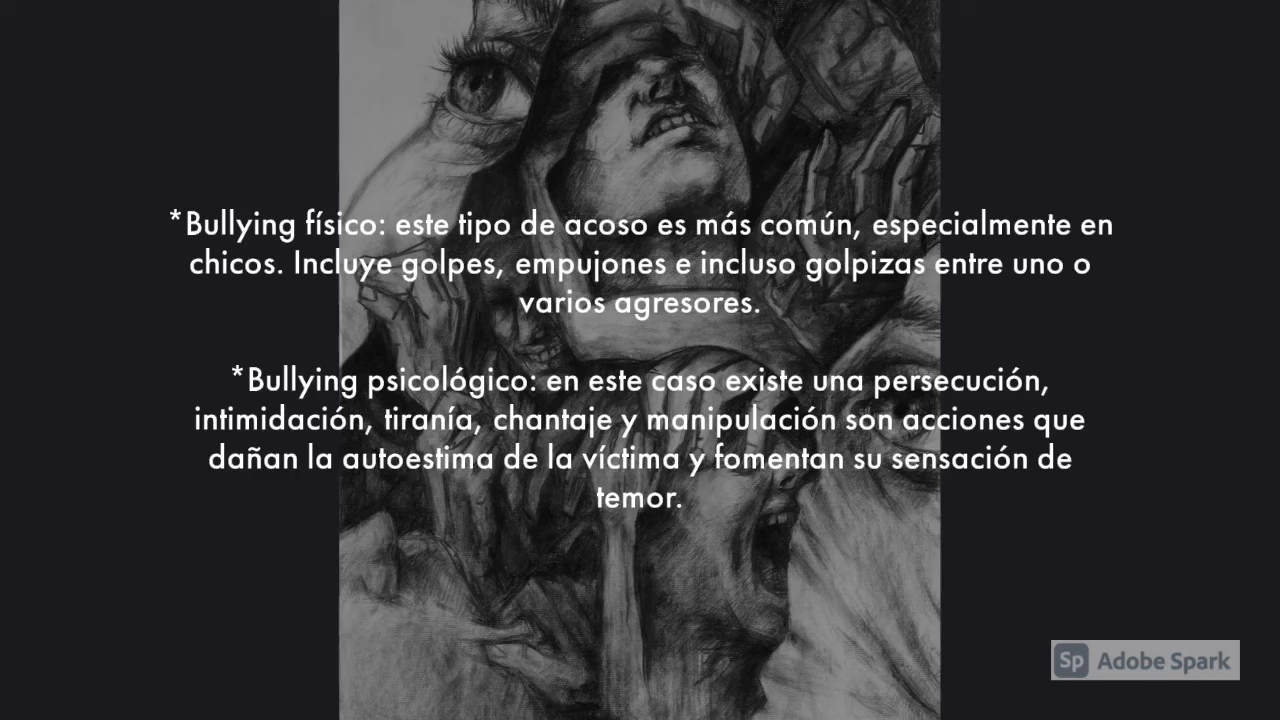 *Bullying físico: este tipo de acoso es más común, especialmente en
chicos. Incluye golpes, empujones e incluso golpizas entre uno o
varios agresores.
*Bullying psicológico: en este caso existe una persecución,
intimidación, tiranía, chantaje y manipulación son acciones que
dañan la autoestima de la víctima y fomentan su sensación de
temor.
Sp Adobe Spark